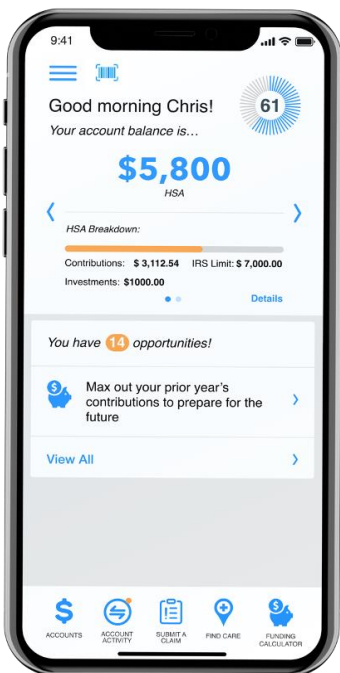 9:41
Good morning Chris!
61
Your account balance is...
$5,800
HSA
HSA Breakdown:
Contributions: $ 3,112.54 IRS Limit: $ 7,000.00
Investments: $1000.00
Details
You have 14 opportunities!
Max out your prior year's
contributions to prepare for the
future
View All
ACCOUNTS
ACCOUNT
ACTIVITY
SUBMIT A
CLAIM
FIND CARE
FUNDING
CALCULATOR